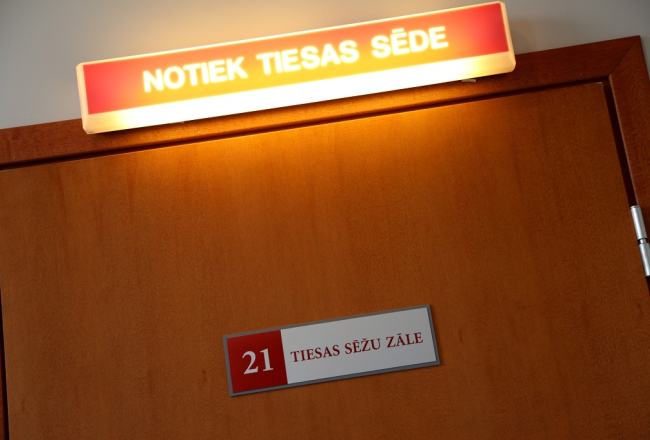 NOTIEK TIESAS SĒDE
21 TIESAS SĒŽU ZĀLE